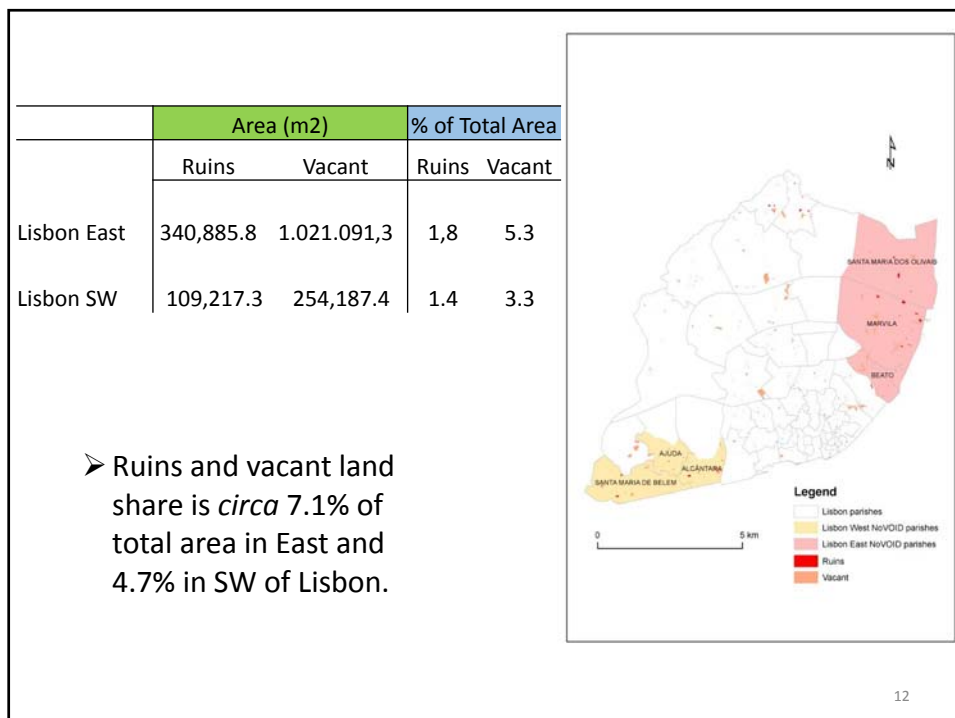 Area (m2) % of Total Area
Ruins Vacant Ruins Vacant
Lisbon East 340,885.8 1.021.091,3 1,8 5.3
Lisbon SW 109,217.3 254,187.4 1.4 3.3
➢ Ruins and vacant land
share is circa 7.1% of
total area in East and
4.7% in SW of Lisbon.
N
SANTA MARIA DOS OLIVAIS
MARVILA
BEATO
AJUDA
ALCÂNTARA
SANTA MARIA DE BELEM
0 5 km
Legend
Lisbon parishes
Lisbon West NoVOID parishes
Lisbon East NoVOID parishes
Ruins
Vacant
12